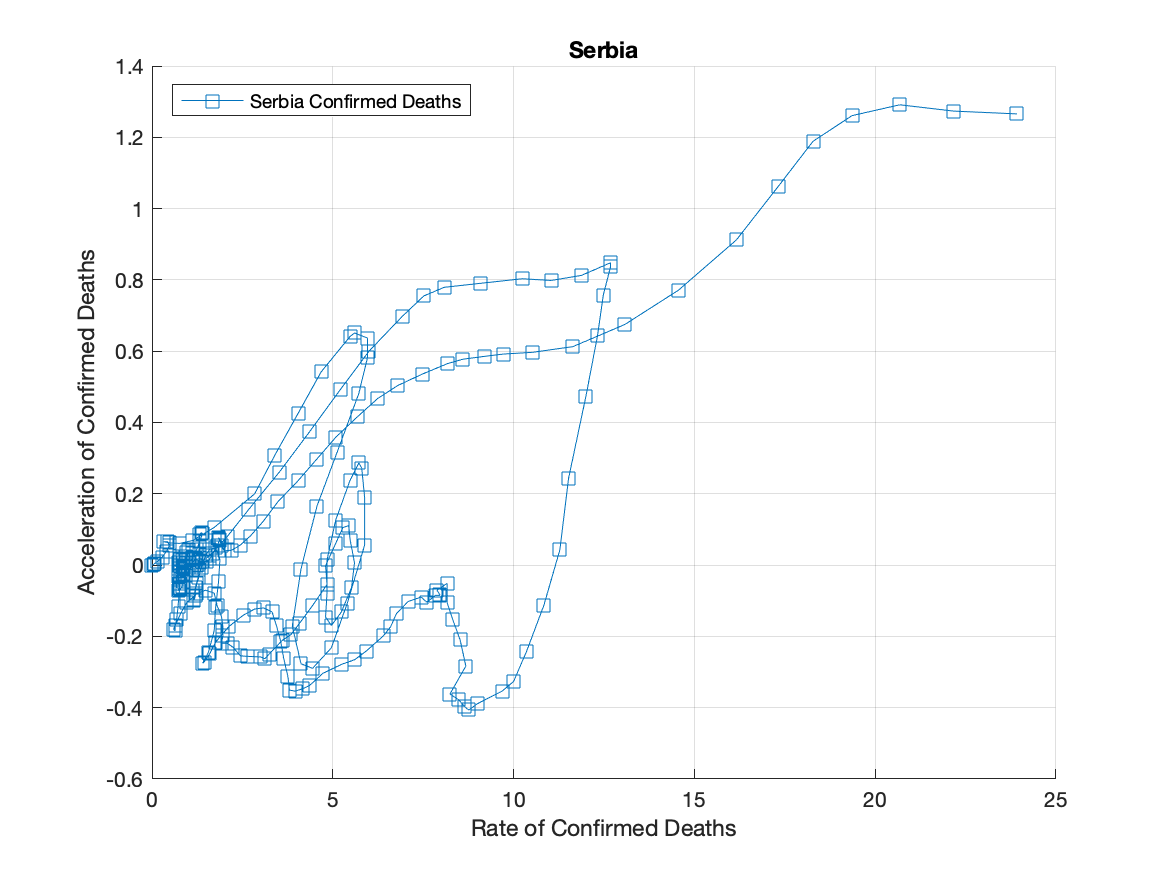 Serbia
Serbia Confirmed Deaths
1.4
1.2
1
0.8
0.6
0.4
0.2
0
-0.2
-0.4
-0.6
Acceleration of Confirmed Deaths
0 5 10 15 20 25
Rate of Confirmed Deaths